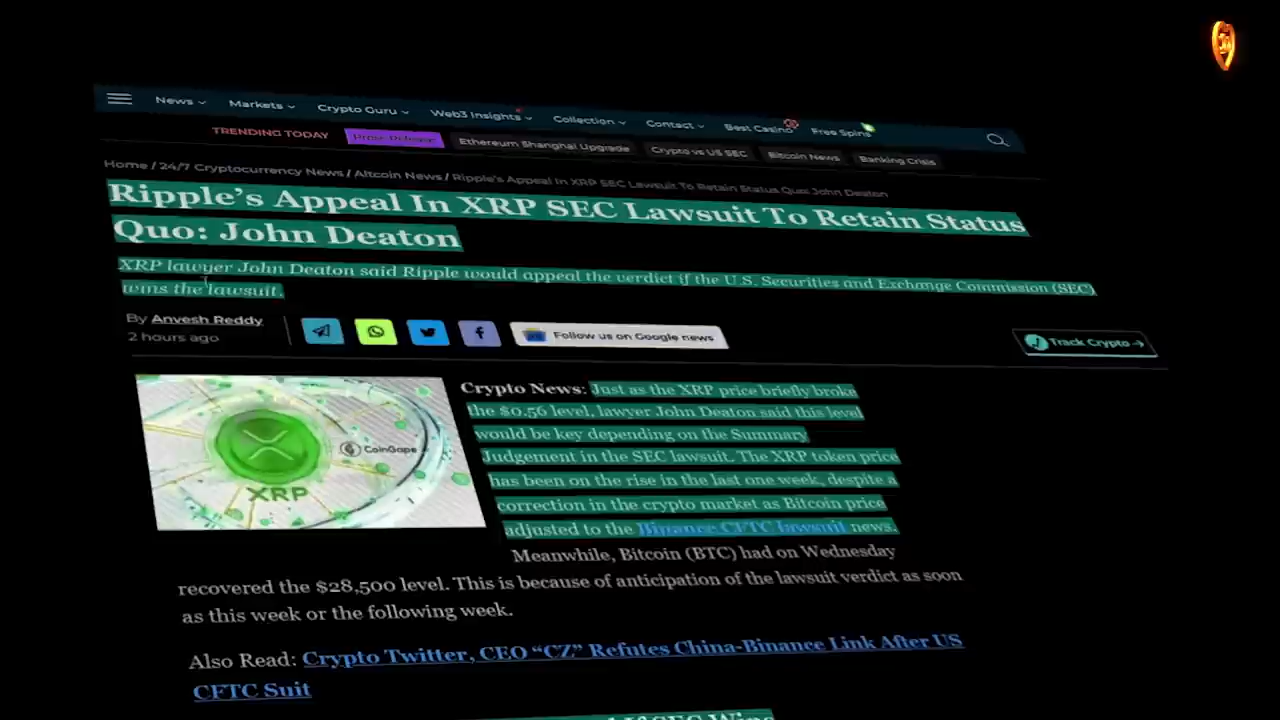 News
Markets
Crypto Guru
Web3 Insights
Collection
Contact
Best Casino
Free Spins
TRENDING TODAY
Press Release
Ethereum Shanghai Upgrade
Crypto vs US SEC
Bitcoin News
Banking Crisis
Home / 24/7 Cryptocurrency News / Altcoin News / Ripple's Appeal In XRP SEC Lawsuit To Retain Status Quo: John Deaton
Ripple's Appeal In XRP SEC Lawsuit To Retain Status
Quo: John Deaton
XRP lawyer John Deaton said Ripple would appeal the verdict if the U.S. Securities and Exchange Commission (SEC)
wins the lawsuit.
By Anvesh Reddy
2 hours ago
Follow us on Google news
Track Crypto →
CoinGape
XRP
Crypto News: Just as the XRP price briefly broke
the $0.56 level, lawyer John Deaton said this level
would be key depending on the Summary
Judgement in the SEC lawsuit. The XRP token price
has been on the rise in the last one week, despite a
correction in the crypto market as Bitcoin price
adjusted to the Binance CFTC lawsuit news.
Meanwhile, Bitcoin (BTC) had on Wednesday
recovered the $28,500 level. This is because of anticipation of the lawsuit verdict as soon
as this week or the following week.
Also Read: Crypto Twitter, CEO “CZ” Refutes China-Binance Link After US
CFTC Suit
If SEC Wins